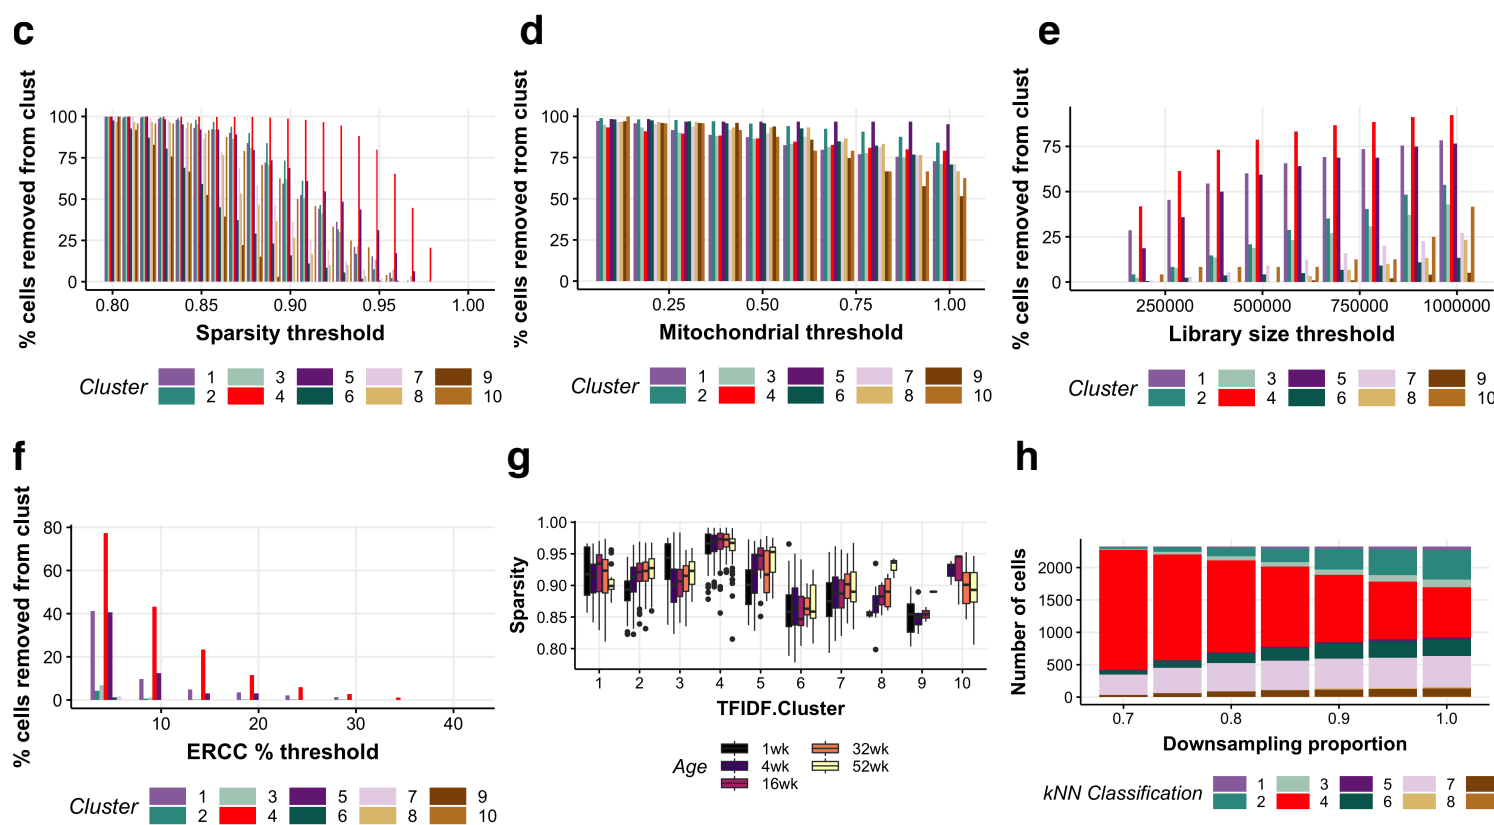 c
% cells removed from clust
100
75
50
25
0
0.80 0.85 0.90 0.95 1.00
Sparsity threshold
Cluster 1 3 5 7 9
2 4 6 8 10
d
% cells removed from clust
100
75
50
25
0
0.25 0.50 0.75 1.00
Mitochondrial threshold
Cluster 1 3 5 7 9
2 4 6 8 10
e
% cells removed from clust
75
50
25
0
250000 500000 750000 1000000
Library size threshold
Cluster 1 3 5 7 9
2 4 6 8 10
f
% cells removed from clust
80
60
40
20
0
10 20 30 40
ERCC % threshold
Cluster 1 3 5 7 9
2 4 6 8 10
g
Sparsity
1.00
0.95
0.90
0.85
0.80
1 2 3 4 5 6 7 8 9 10
TFIDF.Cluster
Age 1wk 32wk
4wk 52wk
16wk
h
Number of cells
2000
1500
1000
500
0
0.7 0.8 0.9 1.0
Downsampling proportion
kNN Classification 1 3 5 7
2 4 6 8